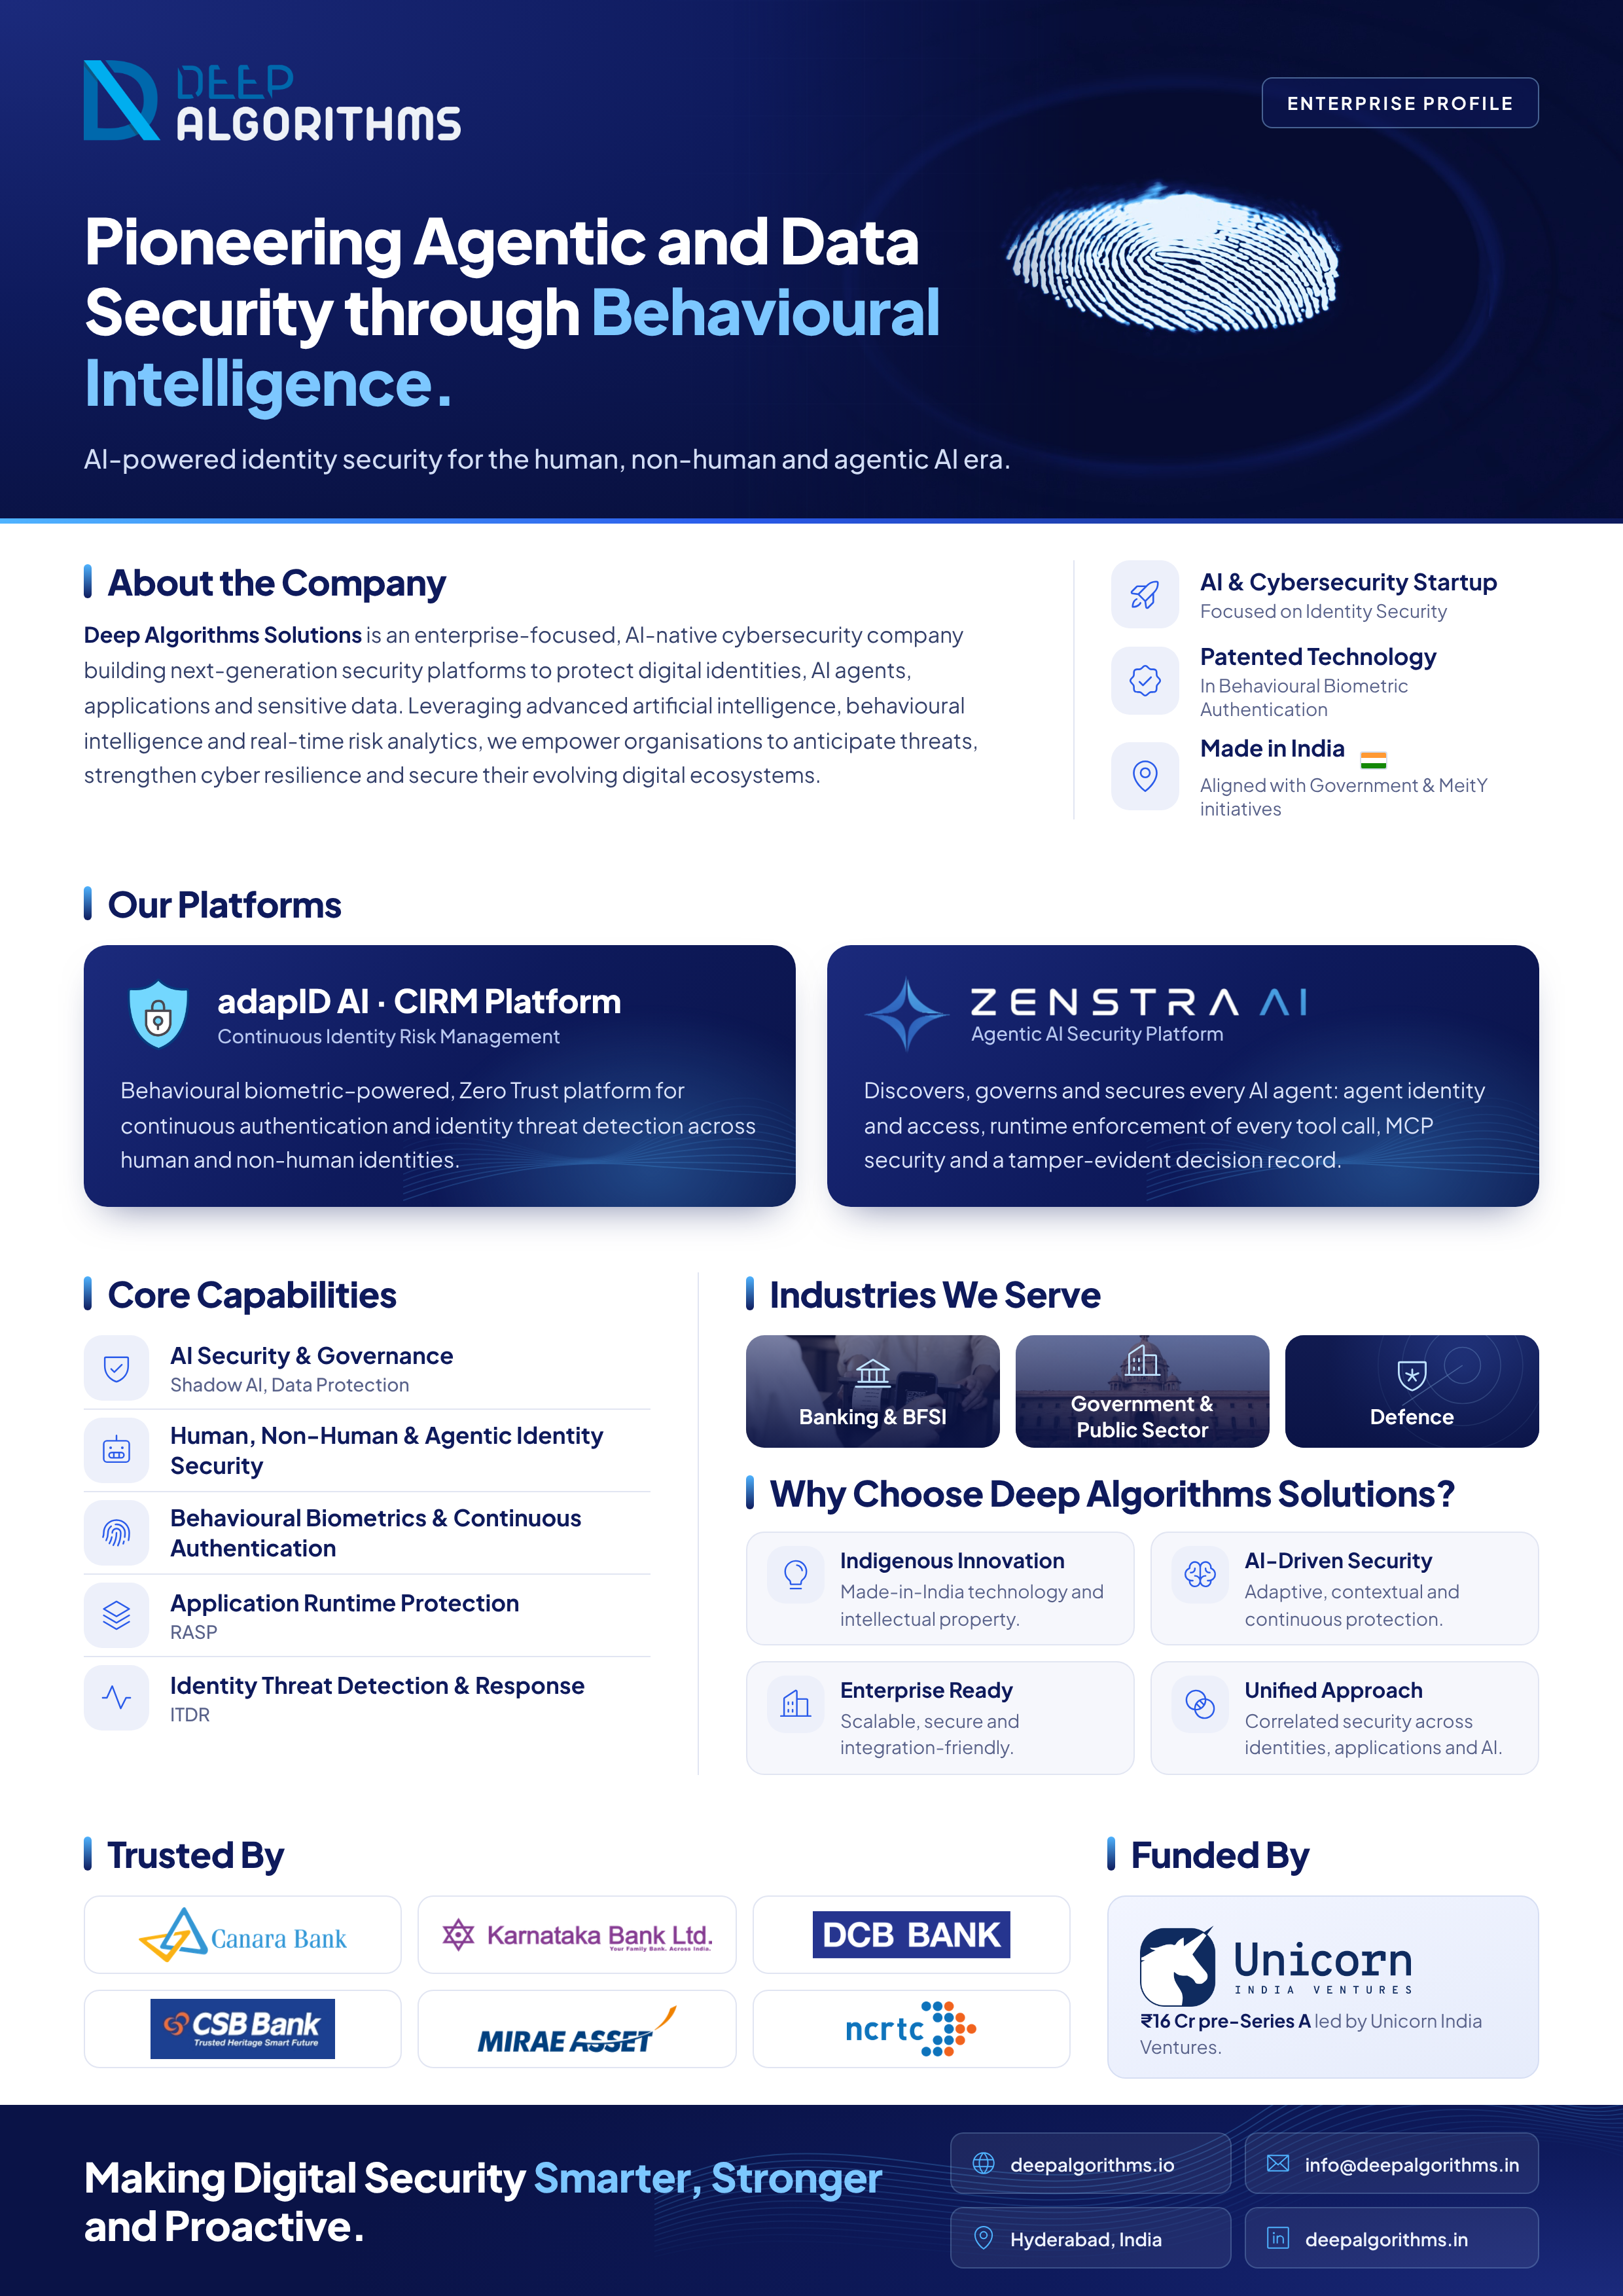 DEEP
ALGORITHMS
ENTERPRISE PROFILE
Pioneering Agentic and Data
Security through Behavioural
Intelligence.
AI-powered identity security for the human, non-human and agentic AI era.
About the Company
Deep Algorithms Solutions is an enterprise-focused, AI-native cybersecurity company
building next-generation security platforms to protect digital identities, AI agents,
applications and sensitive data. Leveraging advanced artificial intelligence, behavioural
intelligence and real-time risk analytics, we empower organisations to anticipate threats,
strengthen cyber resilience and secure their evolving digital ecosystems.
AI & Cybersecurity Startup
Focused on Identity Security
Patented Technology
In Behavioural Biometric
Authentication
Made in India
Aligned with Government & MeitY
initiatives
Our Platforms
adapID AI · CIRM Platform
Continuous Identity Risk Management
Behavioural biometric-powered, Zero Trust platform for
continuous authentication and identity threat detection across
human and non-human identities.
ZENSTRA AI
Agentic AI Security Platform
Discovers, governs and secures every AI agent: agent identity
and access, runtime enforcement of every tool call, MCP
security and a tamper-evident decision record.
Core Capabilities
AI Security & Governance
Shadow AI, Data Protection
Human, Non-Human & Agentic Identity
Security
Behavioural Biometrics & Continuous
Authentication
Application Runtime Protection
RASP
Identity Threat Detection & Response
ITDR
Industries We Serve
Banking & BFSI
Government &
Public Sector
Defence
Why Choose Deep Algorithms Solutions?
Indigenous Innovation
Made-in-India technology and
intellectual property.
AI-Driven Security
Adaptive, contextual and
continuous protection.
Enterprise Ready
Scalable, secure and
integration-friendly.
Unified Approach
Correlated security across
identities, applications and AI.
Trusted By
Canara Bank
Karnataka Bank Ltd.
Your Family Bank. Across India.
DCB BANK
CSB Bank
Trusted Heritage Smart Future
MIRAE ASSET
ncrtc
Funded By
Unicorn
INDIA VENTURES
₹16 Cr pre-Series A led by Unicorn India
Ventures.
Making Digital Security Smarter, Stronger
and Proactive.
deepalgorithms.io
info@deepalgorithms.in
Hyderabad, India
in deepalgorithms.in